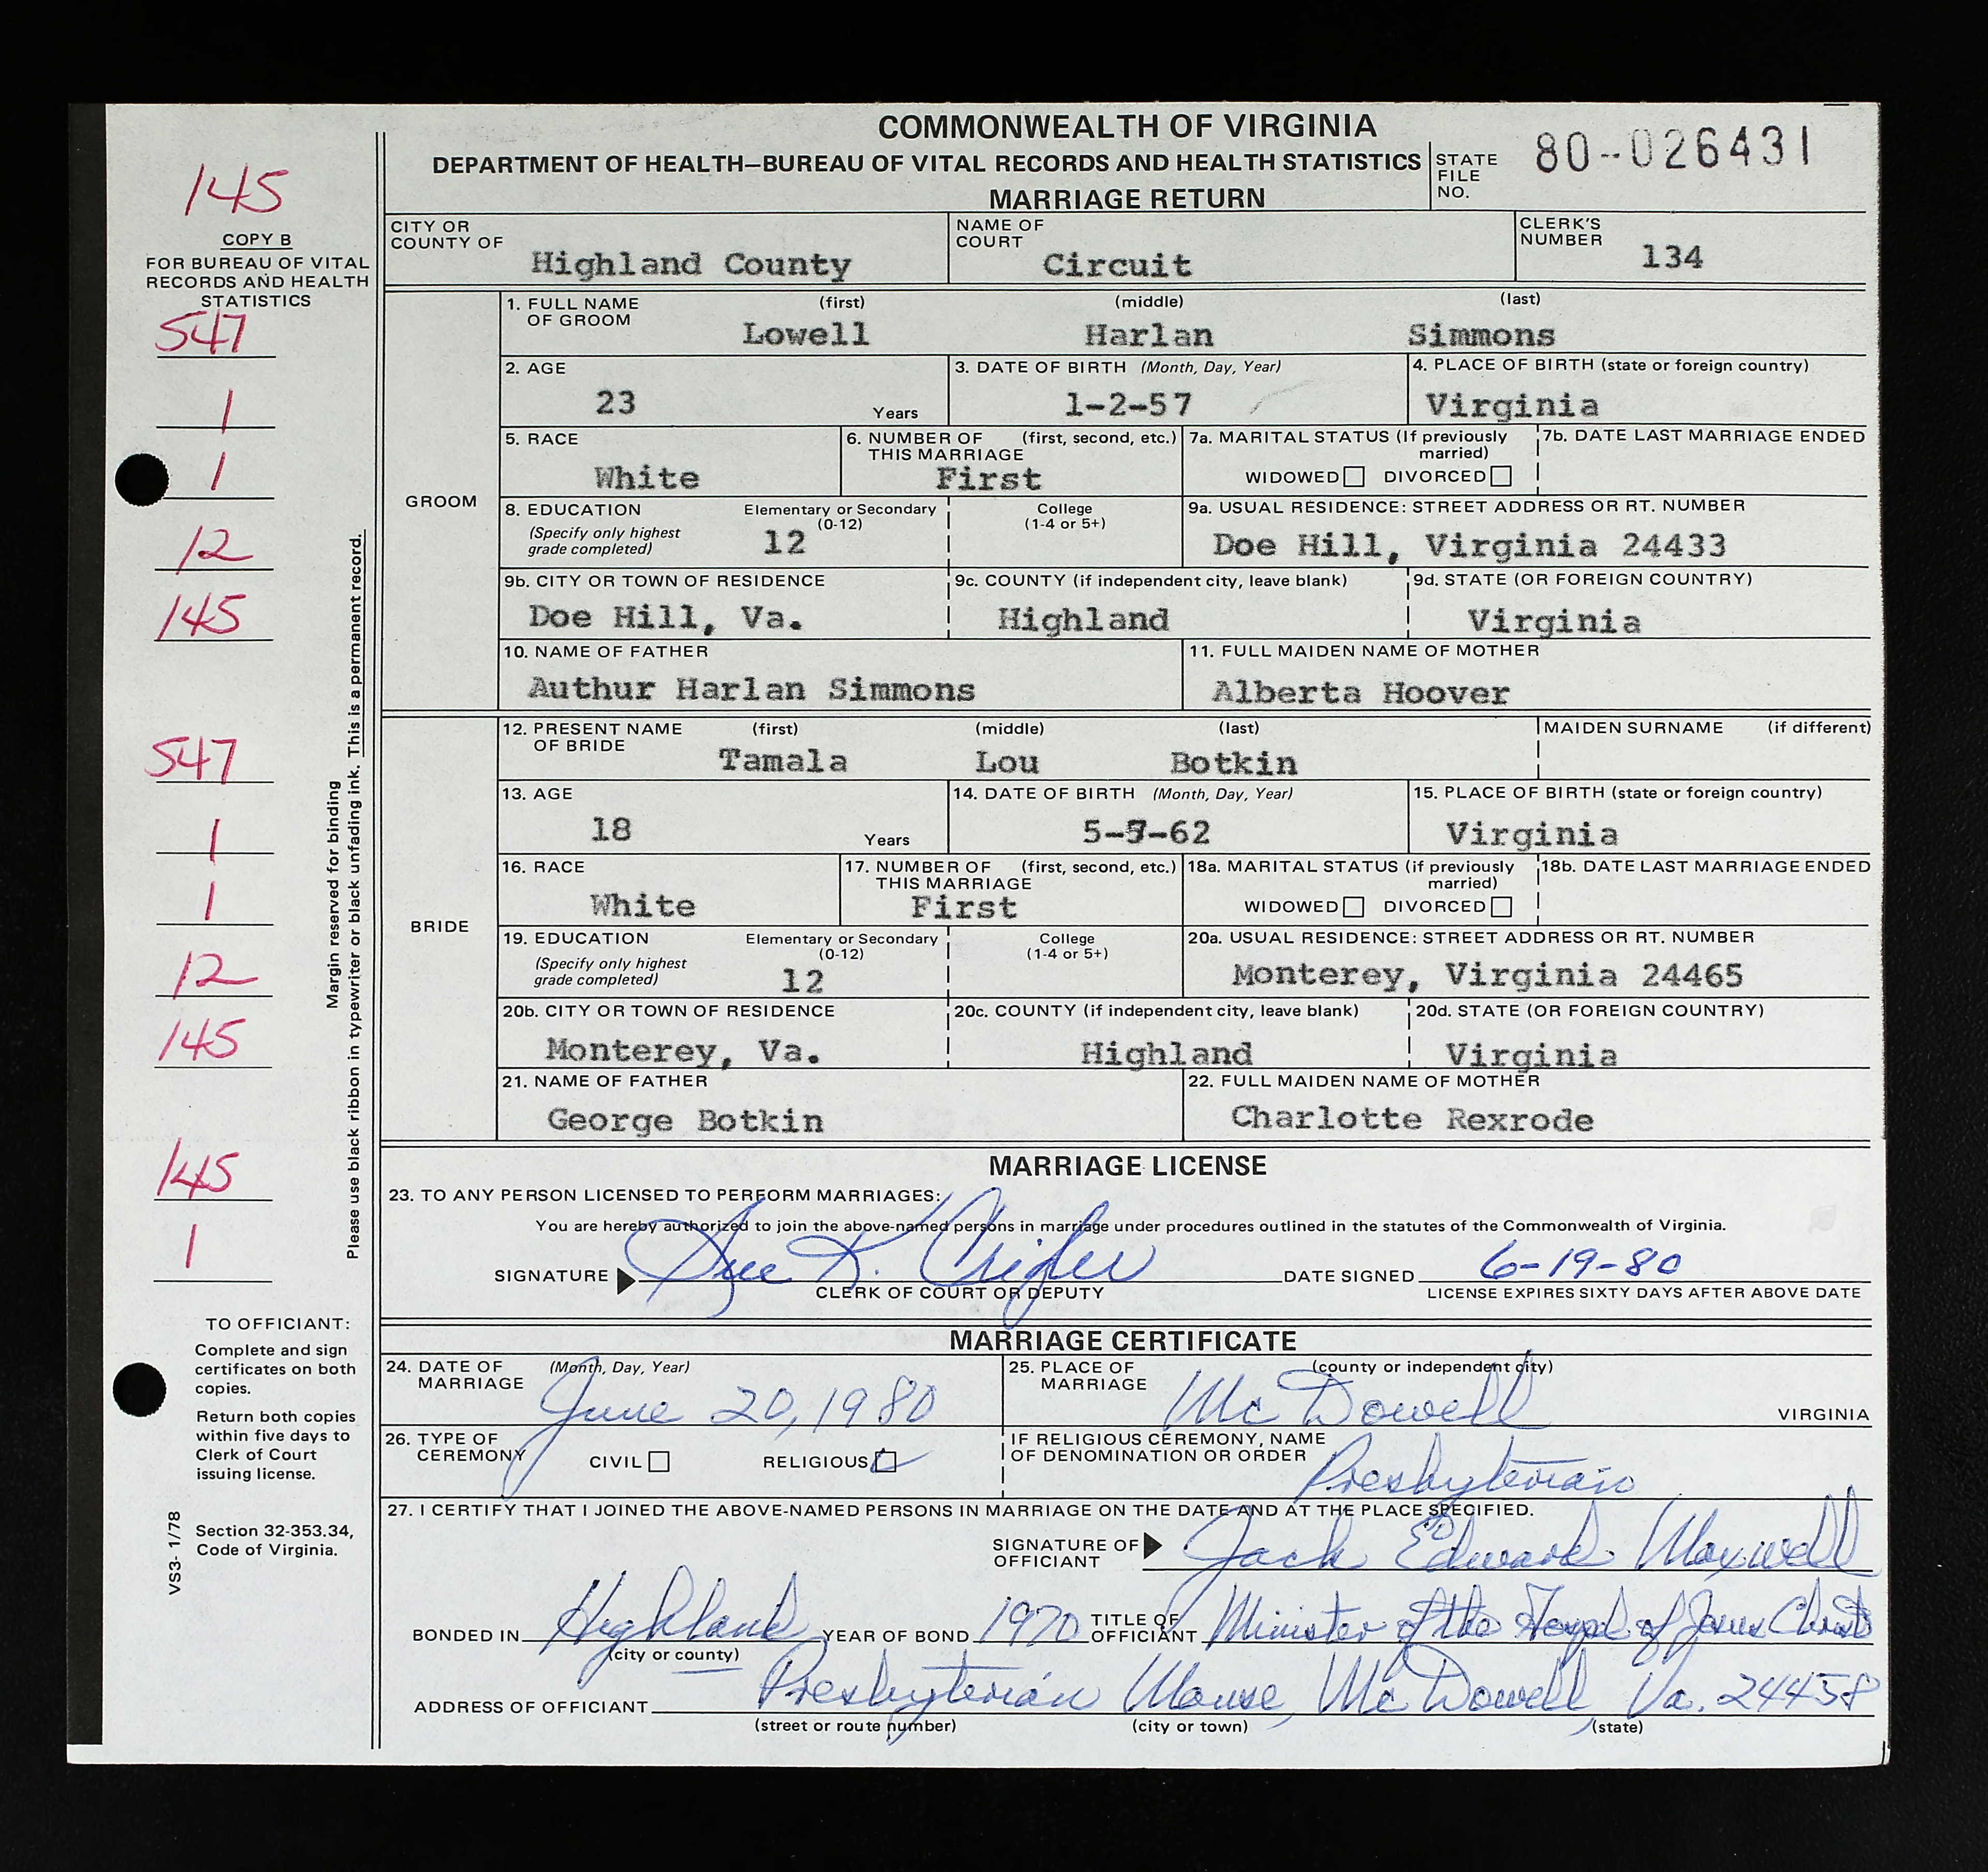 COMMONWEALTH OF VIRGINIA
DEPARTMENT OF HEALTH—BUREAU OF VITAL RECORDS AND HEALTH STATISTICS
MARRIAGE RETURN
STATE FILE NO. 80--026431
145
COPY B
FOR BUREAU OF VITAL
RECORDS AND HEALTH
STATISTICS
547
1
1
12
145
547
1
1
12
145
145
1
Margin reserved for binding
Please use black ribbon in typewriter or black unfading ink. This is a permanent record.
TO OFFICIANT:
Complete and sign
certificates on both
copies.
Return both copies
within five days to
Clerk of Court
issuing license.
Section 32-353.34,
Code of Virginia.
VS3- 1/78
CITY OR COUNTY OF Highland County NAME OF COURT Circuit CLERK'S NUMBER 134
GROOM
1. FULL NAME OF GROOM (first) (middle) (last)
Lowell Harlan Simmons
2. AGE 23 Years 3. DATE OF BIRTH (Month, Day, Year) 1-2-57 4. PLACE OF BIRTH (state or foreign country) Virginia
5. RACE White 6. NUMBER OF THIS MARRIAGE (first, second, etc.) First 7a. MARITAL STATUS (If previously married) WIDOWED DIVORCED 7b. DATE LAST MARRIAGE ENDED
8. EDUCATION (Specify only highest grade completed) Elementary or Secondary (0-12) 12 College (1-4 or 5+) 9a. USUAL RESIDENCE: STREET ADDRESS OR RT. NUMBER Doe Hill, Virginia 24433
9b. CITY OR TOWN OF RESIDENCE Doe Hill, Va. 9c. COUNTY (if independent city, leave blank) Highland 9d. STATE (OR FOREIGN COUNTRY) Virginia
10. NAME OF FATHER Authur Harlan Simmons 11. FULL MAIDEN NAME OF MOTHER Alberta Hoover
BRIDE
12. PRESENT NAME OF BRIDE (first) (middle) (last) MAIDEN SURNAME (if different)
Tamala Lou Botkin
13. AGE 18 Years 14. DATE OF BIRTH (Month, Day, Year) 5- -62 15. PLACE OF BIRTH (state or foreign country) Virginia
16. RACE White 17. NUMBER OF THIS MARRIAGE (first, second, etc.) First 18a. MARITAL STATUS (if previously married) WIDOWED DIVORCED 18b. DATE LAST MARRIAGE ENDED
19. EDUCATION (Specify only highest grade completed) Elementary or Secondary (0-12) 12 College (1-4 or 5+) 20a. USUAL RESIDENCE: STREET ADDRESS OR RT. NUMBER Monterey, Virginia 24465
20b. CITY OR TOWN OF RESIDENCE Monterey, Va. 20c. COUNTY (if independent city, leave blank) Highland 20d. STATE (OR FOREIGN COUNTRY) Virginia
21. NAME OF FATHER George Botkin 22. FULL MAIDEN NAME OF MOTHER Charlotte Rexrode
MARRIAGE LICENSE
23. TO ANY PERSON LICENSED TO PERFORM MARRIAGES:
You are hereby authorized to join the above-named persons in marriage under procedures outlined in the statutes of the Commonwealth of Virginia.
SIGNATURE Sue K. DATE SIGNED 6-19-80
CLERK OF COURT OR DEPUTY LICENSE EXPIRES SIXTY DAYS AFTER ABOVE DATE
MARRIAGE CERTIFICATE
24. DATE OF MARRIAGE (Month, Day, Year) June 20, 1980 25. PLACE OF MARRIAGE (county or independent city) McDowell VIRGINIA
26. TYPE OF CEREMONY CIVIL RELIGIOUS IF RELIGIOUS CEREMONY, NAME OF DENOMINATION OR ORDER Presbyterian
27. I CERTIFY THAT I JOINED THE ABOVE-NAMED PERSONS IN MARRIAGE ON THE DATE AND AT THE PLACE SPECIFIED.
SIGNATURE OF OFFICIANT Jack Edward Maxwell
BONDED IN Highland YEAR OF BOND 1970 TITLE OF OFFICIANT Minister of the Gospel of Jesus Christ
(city or county)
ADDRESS OF OFFICIANT Presbyterian Manse, McDowell, Va. 24458
(street or route number) (city or town) (state)